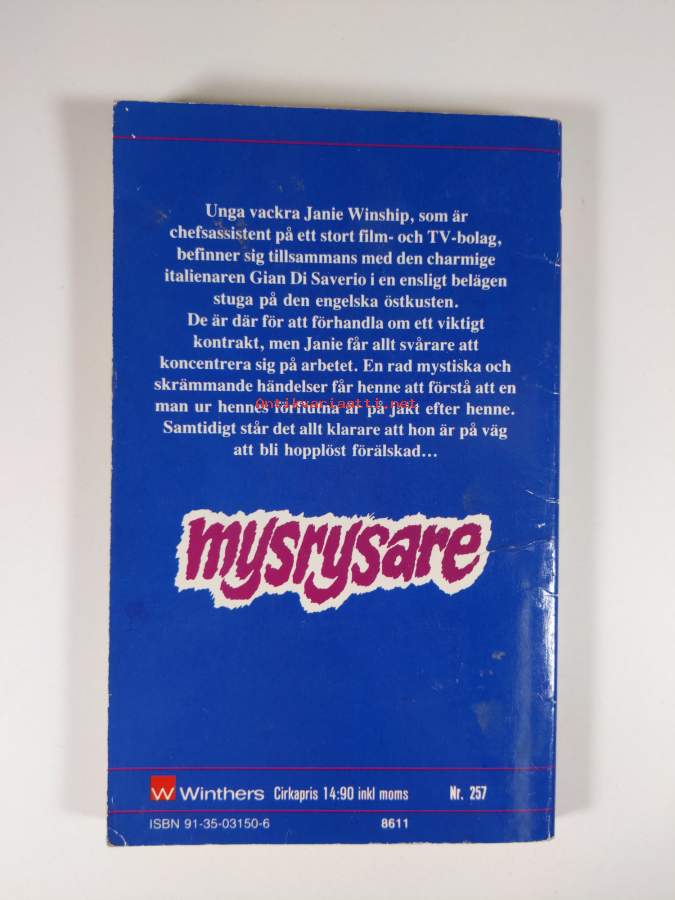 Unga vackra Janie Winship, som är
chefsassistent på ett stort film- och TV-bolag,
befinner sig tillsammans med den charmige
italienaren Gian Di Saverio i en ensligt belägen
stuga på den engelska östkusten.
De är där för att förhandla om ett viktigt
kontrakt, men Janie får allt svårare att
koncentrera sig på arbetet. En rad mystiska och
skrämmande händelser får henne att förstå att en
man ur hennes förflutna är på jakt efter henne.
Antikvariaatti.net
Samtidigt står det allt klarare att hon är på väg
att bli hopplöst förälskad...
mysrysare
W Winthers Cirkapris 14:90 inkl moms Nr. 257
ISBN 91-35-03150-6 8611